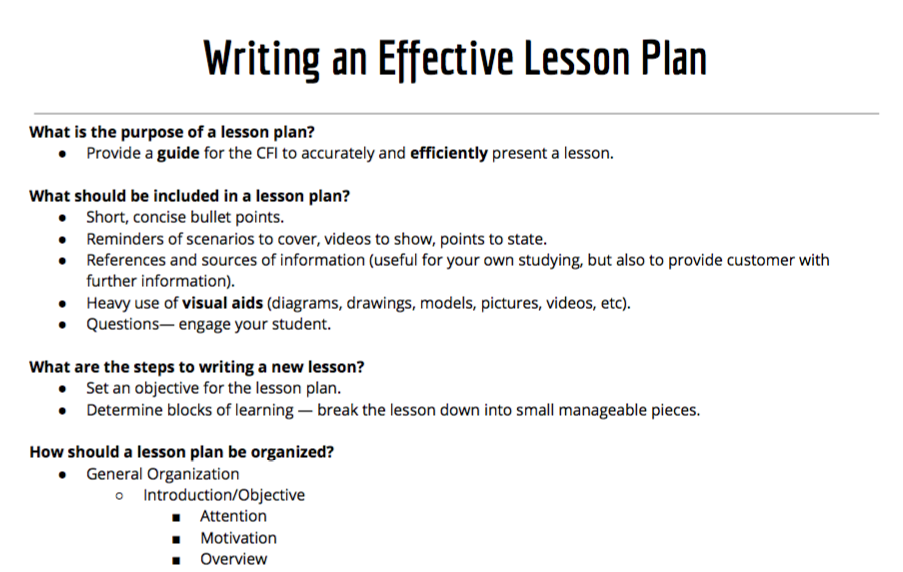 Writing an Effective Lesson Plan
What is the purpose of a lesson plan?
● Provide a guide for the CFI to accurately and efficiently present a lesson.
What should be included in a lesson plan?
● Short, concise bullet points.
● Reminders of scenarios to cover, videos to show, points to state.
● References and sources of information (useful for your own studying, but also to provide customer with
further information).
● Heavy use of visual aids (diagrams, drawings, models, pictures, videos, etc).
● Questions— engage your student.
What are the steps to writing a new lesson?
● Set an objective for the lesson plan.
● Determine blocks of learning — break the lesson down into small manageable pieces.
How should a lesson plan be organized?
● General Organization
○ Introduction/Objective
■ Attention
■ Motivation
■ Overview